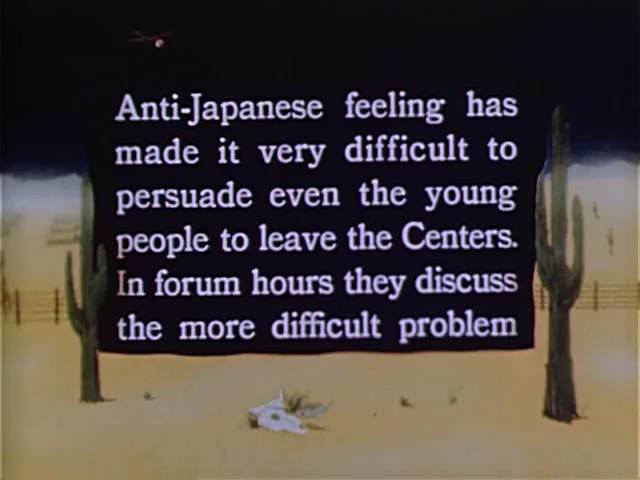 Anti-Japanese feeling has
made it very difficult to
persuade even the young
people to leave the Centers.
In forum hours they discuss
the more difficult problem